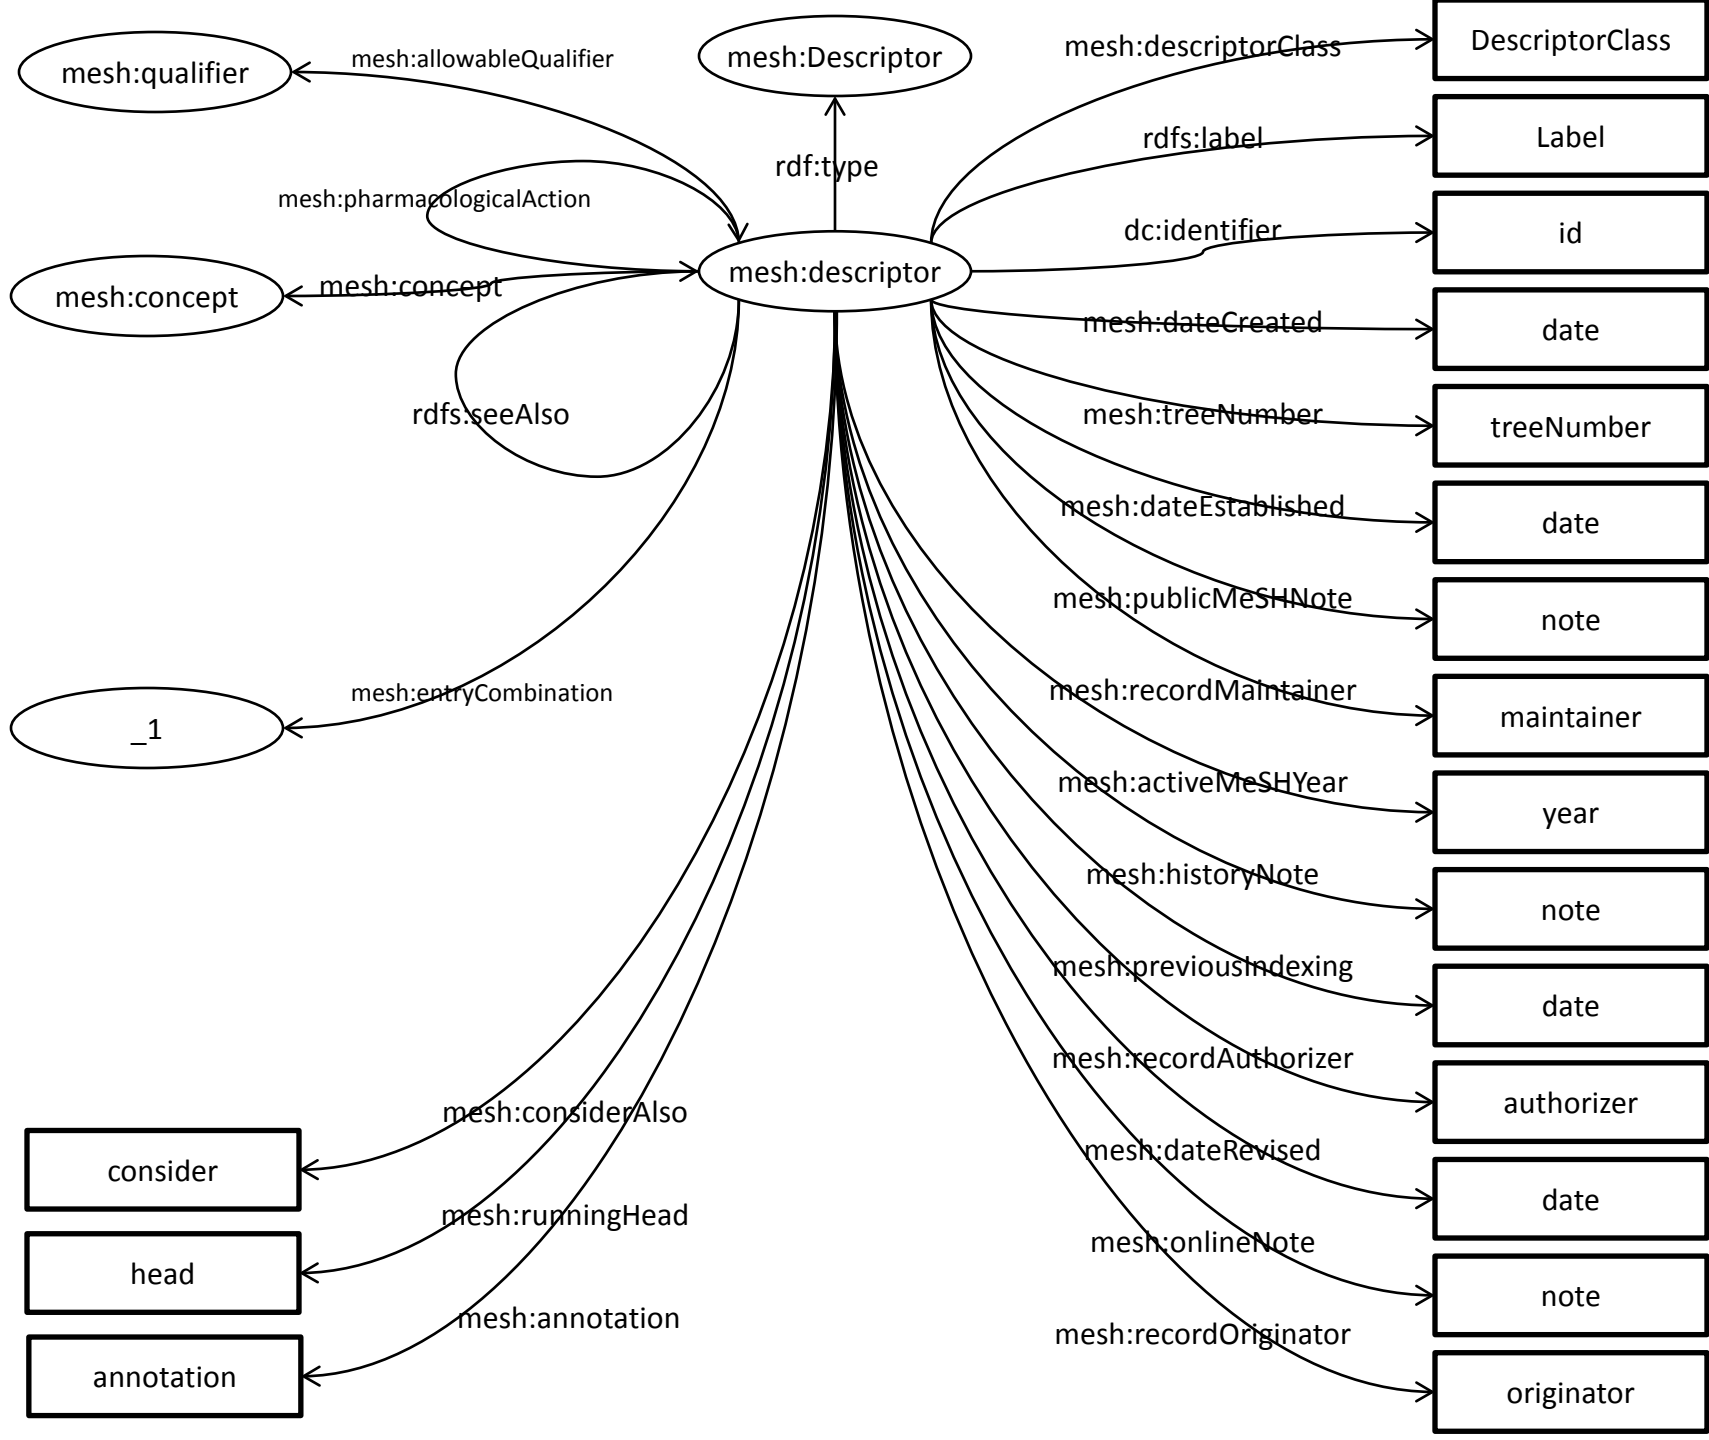 mesh:qualifier
mesh:allowableQualifier
mesh:Descriptor
mesh:descriptorClass
DescriptorClass
rdf:type
rdfs:label
Label
mesh:pharmacologicalAction
dc:identifier
id
mesh:concept
mesh:concept
mesh:descriptor
mesh:dateCreated
date
rdfs:seeAlso
mesh:treeNumber
treeNumber
mesh:dateEstablished
date
mesh:publicMeSHNote
note
_1
mesh:entryCombination
mesh:recordMaintainer
maintainer
mesh:activeMeSHYear
year
mesh:historyNote
note
mesh:previousIndexing
date
mesh:recordAuthorizer
authorizer
consider
mesh:considerAlso
mesh:dateRevised
date
head
mesh:runningHead
mesh:onlineNote
note
annotation
mesh:annotation
mesh:recordOriginator
originator